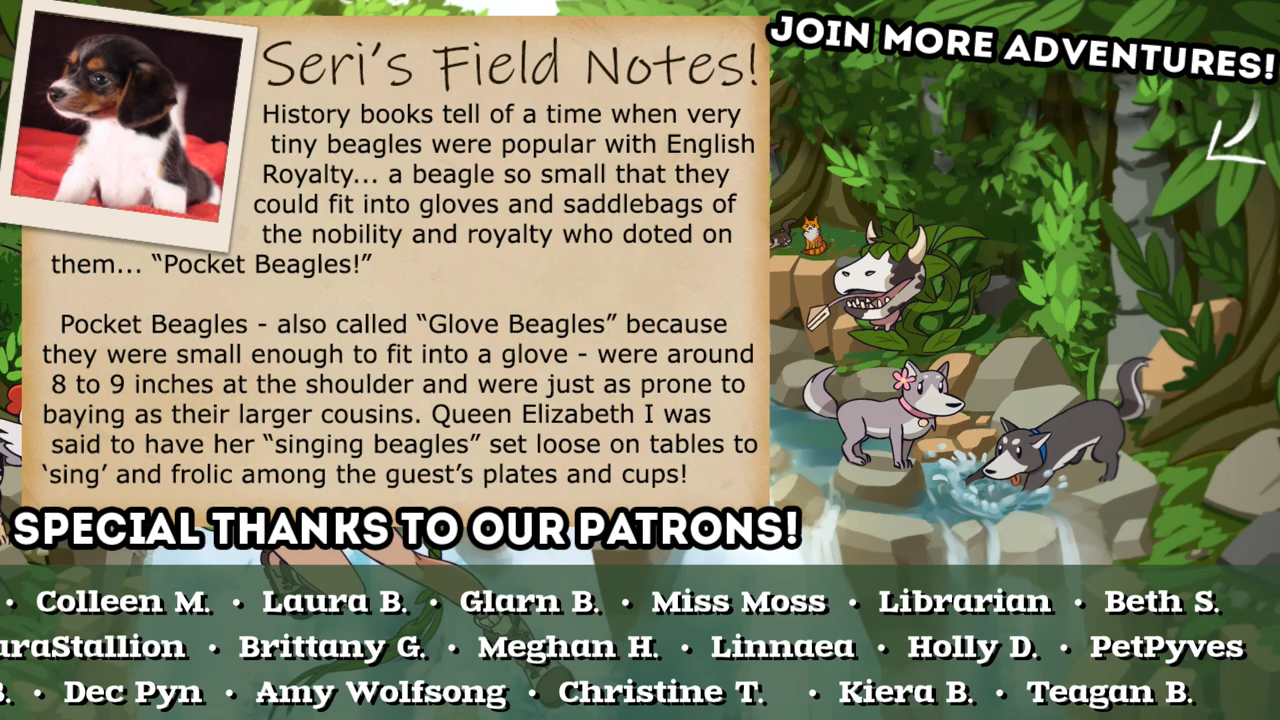 Seri's Field Notes!
History books tell of a time when very
tiny beagles were popular with English
Royalty... a beagle so small that they
could fit into gloves and saddlebags of
the nobility and royalty who doted on
them... “Pocket Beagles!”
Pocket Beagles - also called “Glove Beagles” because
they were small enough to fit into a glove - were around
8 to 9 inches at the shoulder and were just as prone to
baying as their larger cousins. Queen Elizabeth I was
said to have her “singing beagles” set loose on tables to
‘sing’ and frolic among the guest’s plates and cups!
JOIN MORE ADVENTURES!
SPECIAL THANKS TO OUR PATRONS!
· Colleen M. · Laura B. · Glarn B. · Miss Moss · Librarian · Beth S.
uraStallion · Brittany G. · Meghan H. · Linnaea · Holly D. · PetPyves
· Dec Pyn · Amy Wolfsong · Christine T. · Kiera B. · Teagan B.